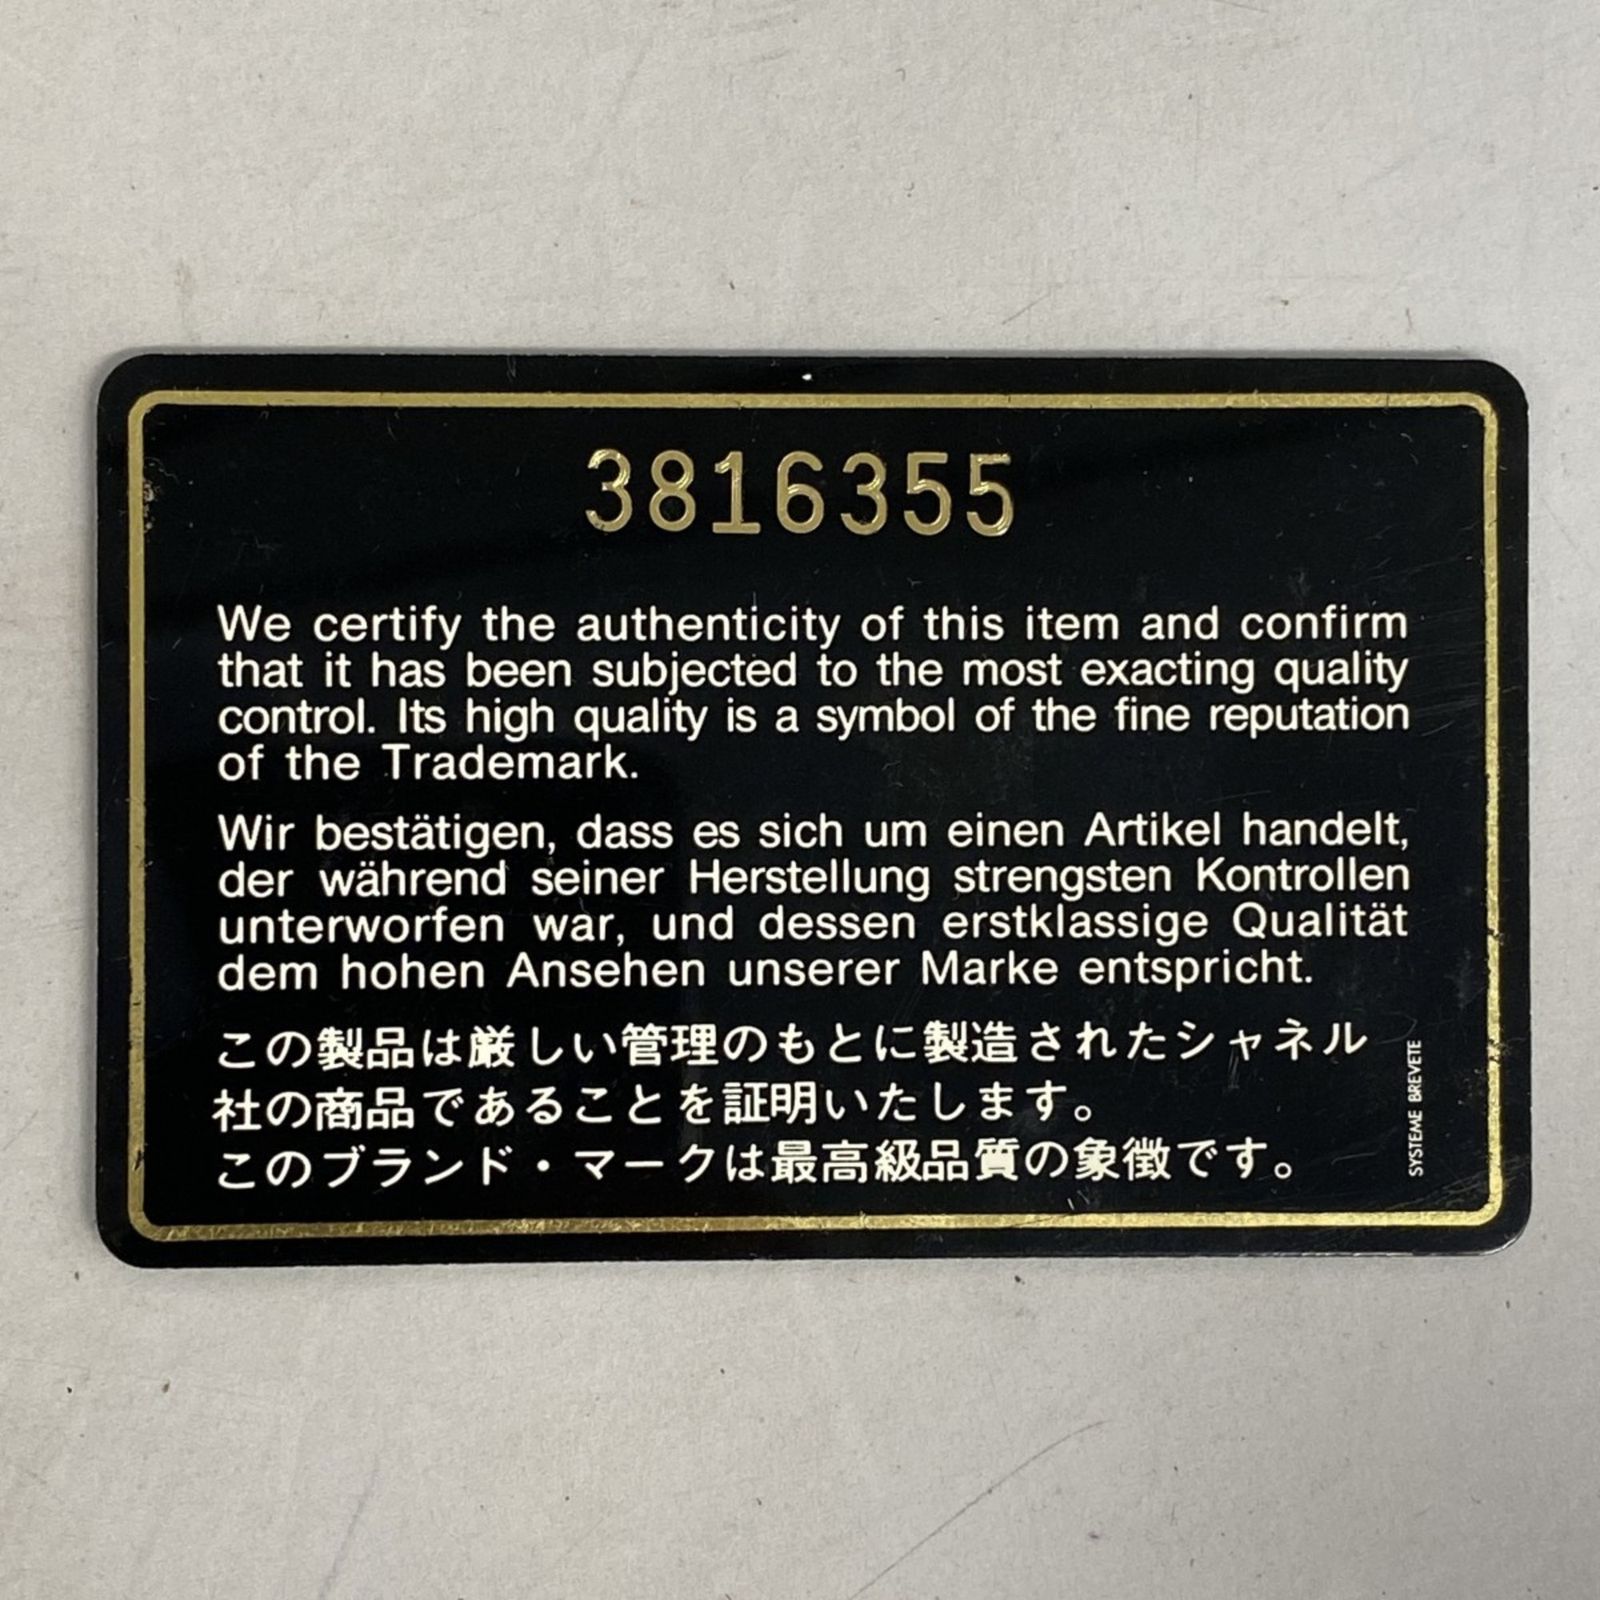 3816355
We certify the authenticity of this item and confirm
that it has been subjected to the most exacting quality
control. Its high quality is a symbol of the fine reputation
of the Trademark.
Wir bestätigen, dass es sich um einen Artikel handelt,
der während seiner Herstellung strengsten Kontrollen
unterworfen war, und dessen erstklassige Qualität
dem hohen Ansehen unserer Marke entspricht.
この製品は厳しい管理のもとに製造されたシャネル
社の商品であることを証明いたします。
このブランド・マークは最高級品質の象徴です。
SYSTEME BREVETE